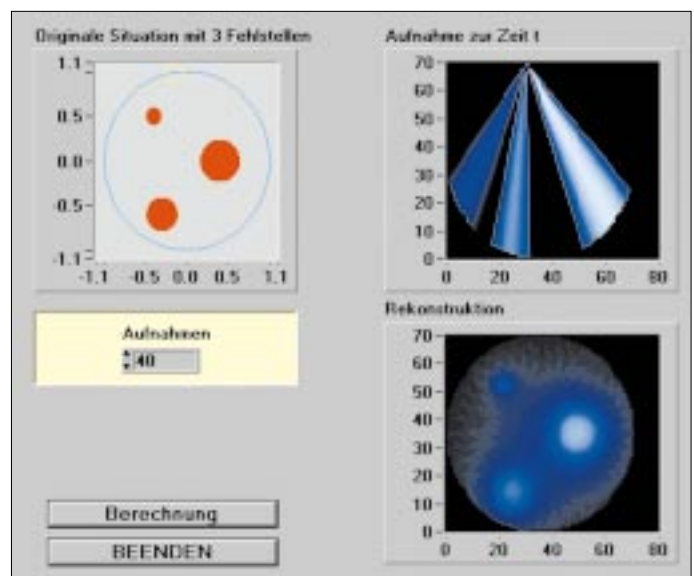 Originale Situation mit 3 Fehlstellen
1.1
0.5
0.0
-0.5
-1.1
-1.1 -0.5 0.0 0.5 1.1
Aufnahmen
40
Berechnung
BEENDEN
Aufnahme zur Zeit t
70
60
50
40
30
20
10
0
0 20 40 60 80
Rekonstruktion
70
60
50
40
30
20
10
0
0 20 40 60 80